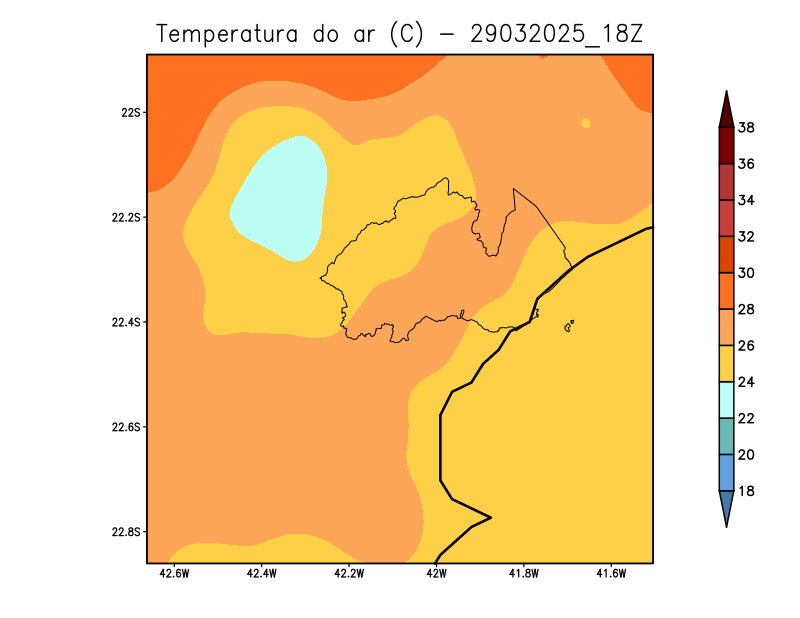 Temperatura do ar (C) - 29032025_18Z
22S
22.2S
22.4S
22.6S
22.8S
42.6W
42.4W
42.2W
42W
41.8W
41.6W
38
36
34
32
30
28
26
24
22
20
18